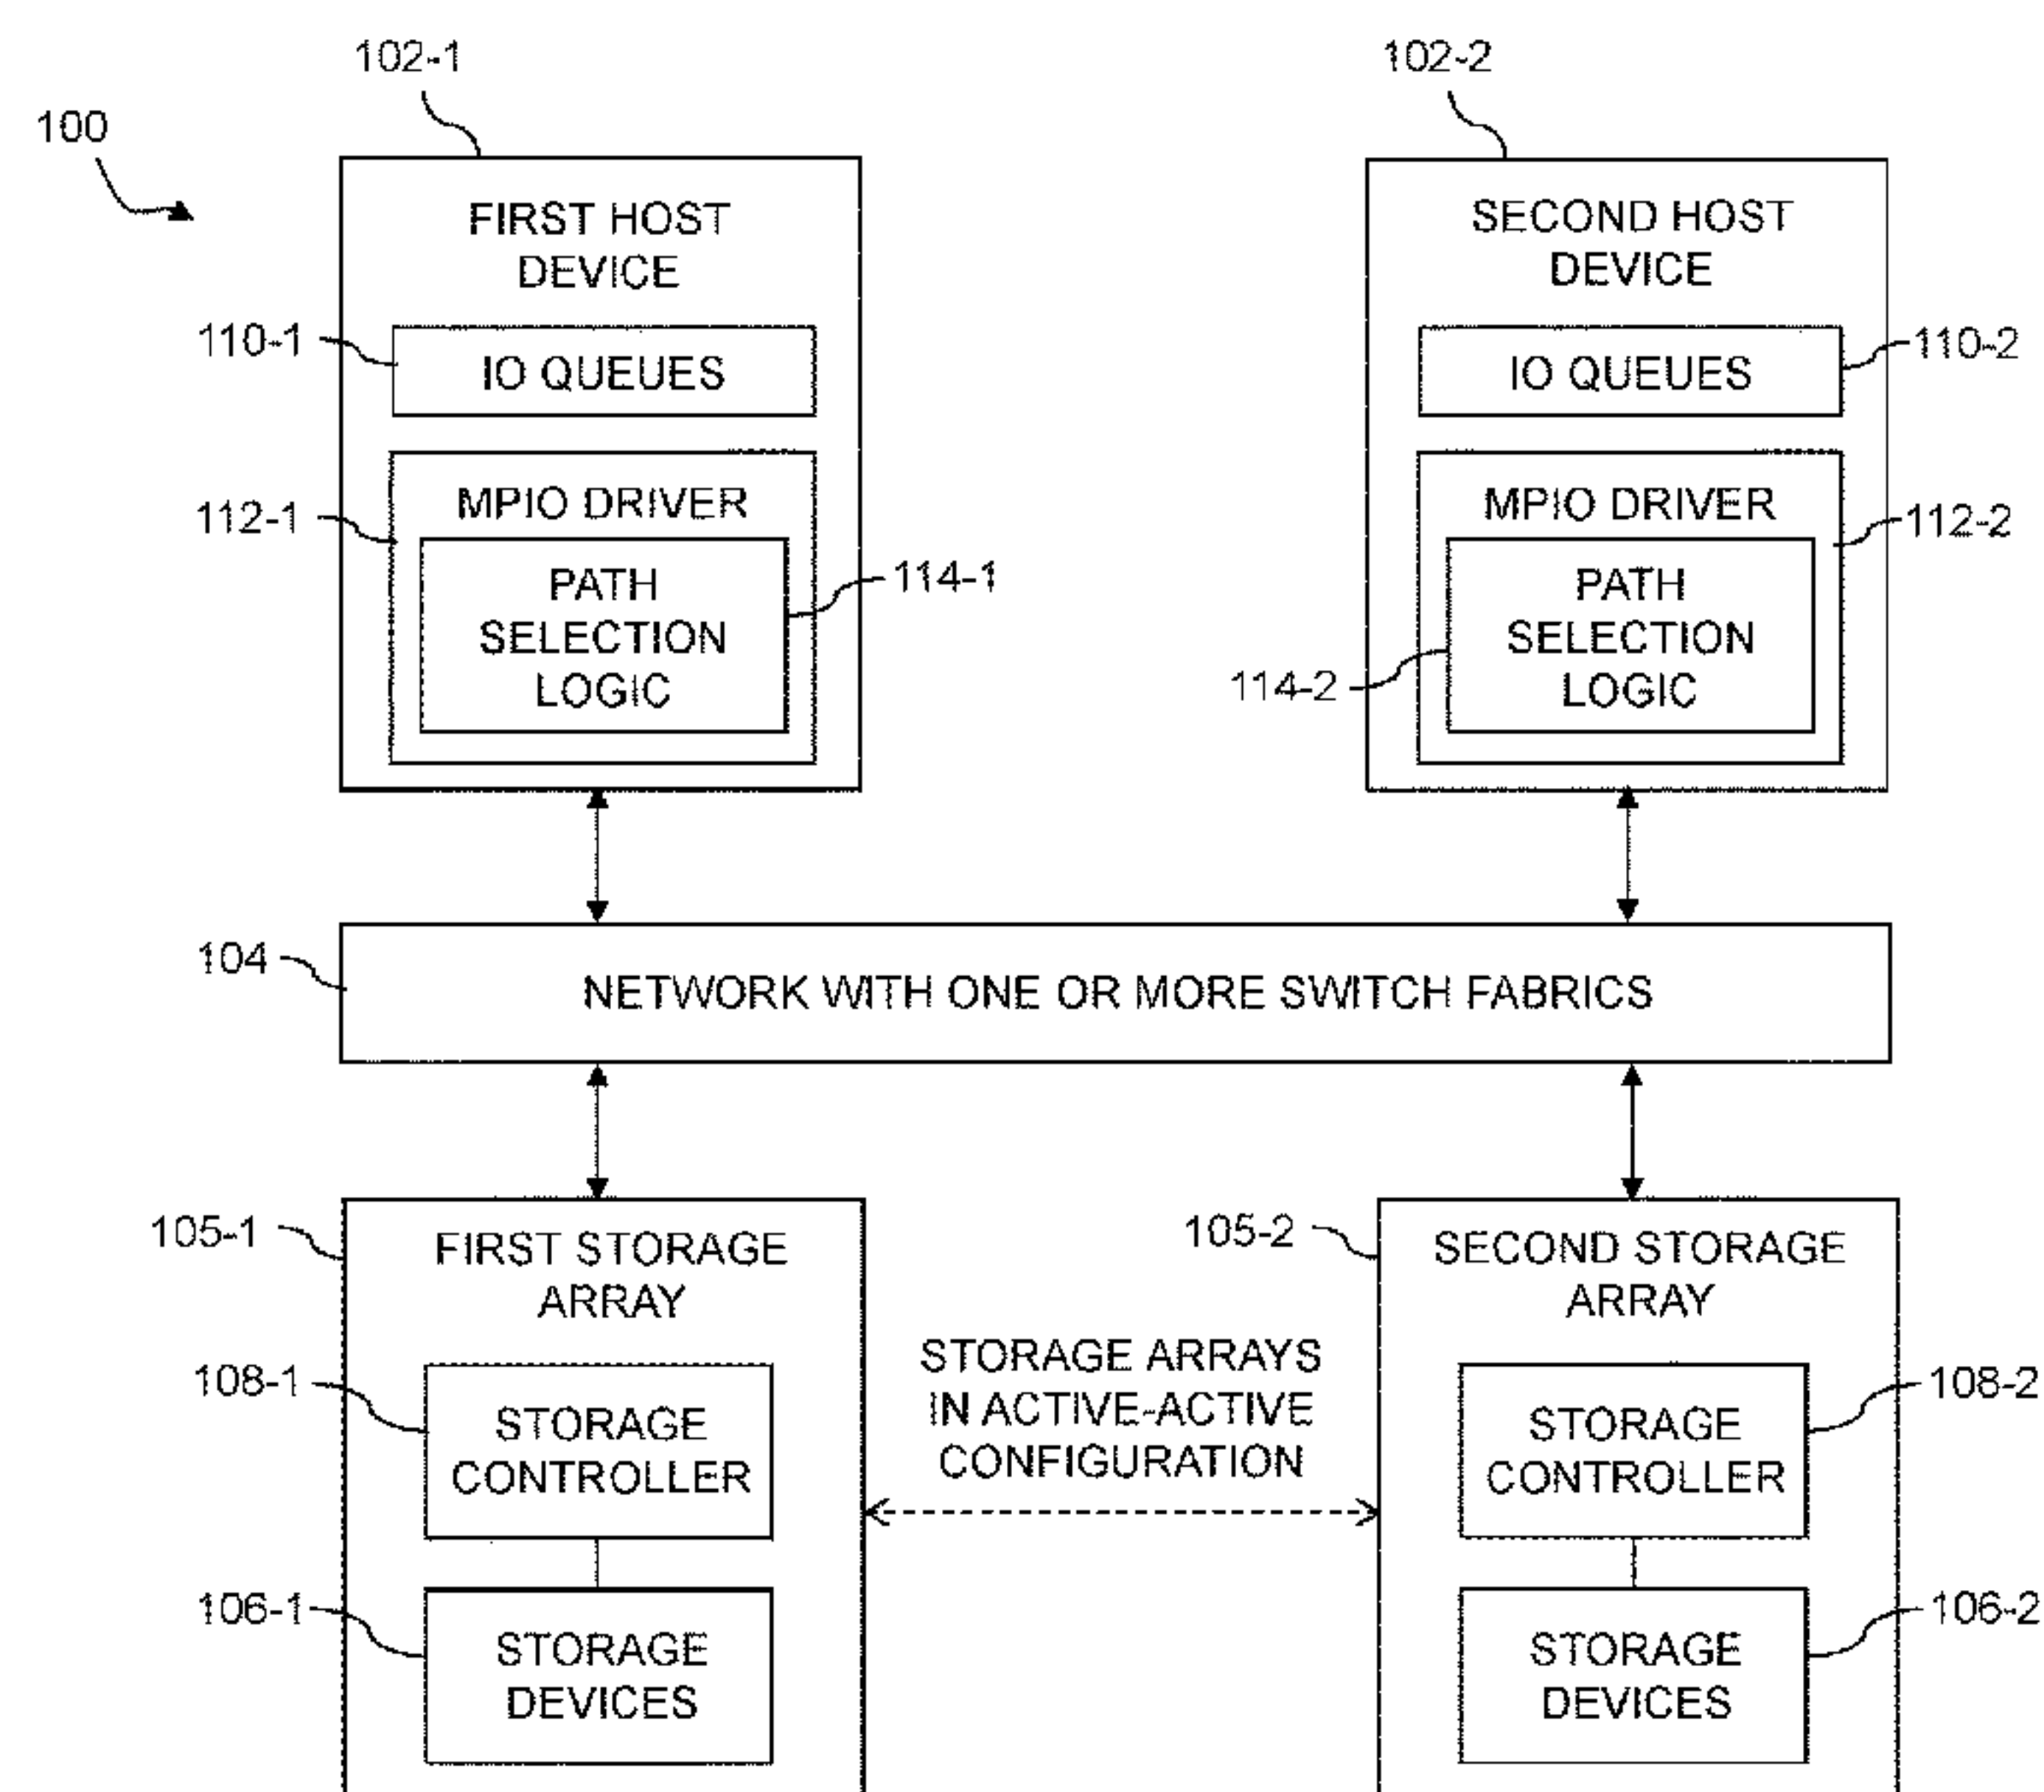 102-1
102-2
100
FIRST HOST
DEVICE
SECOND HOST
DEVICE
110-1
IO QUEUES
IO QUEUES
110-2
112-1
MPIO DRIVER
MPIO DRIVER
112-2
PATH
SELECTION
LOGIC
114-1
PATH
SELECTION
LOGIC
114-2
104
NETWORK WITH ONE OR MORE SWITCH FABRICS
105-1
FIRST STORAGE
ARRAY
105-2
SECOND STORAGE
ARRAY
STORAGE ARRAYS
IN ACTIVE-ACTIVE
CONFIGURATION
108-1
STORAGE
CONTROLLER
STORAGE
CONTROLLER
108-2
106-1
STORAGE
DEVICES
STORAGE
DEVICES
106-2